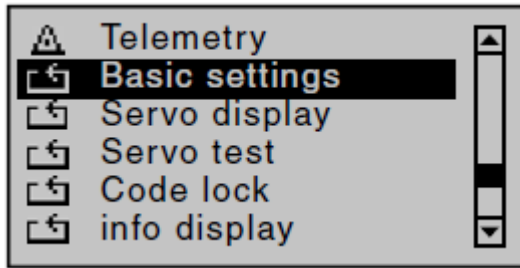 Telemetry
Basic settings
Servo display
Servo test
Code lock
info display